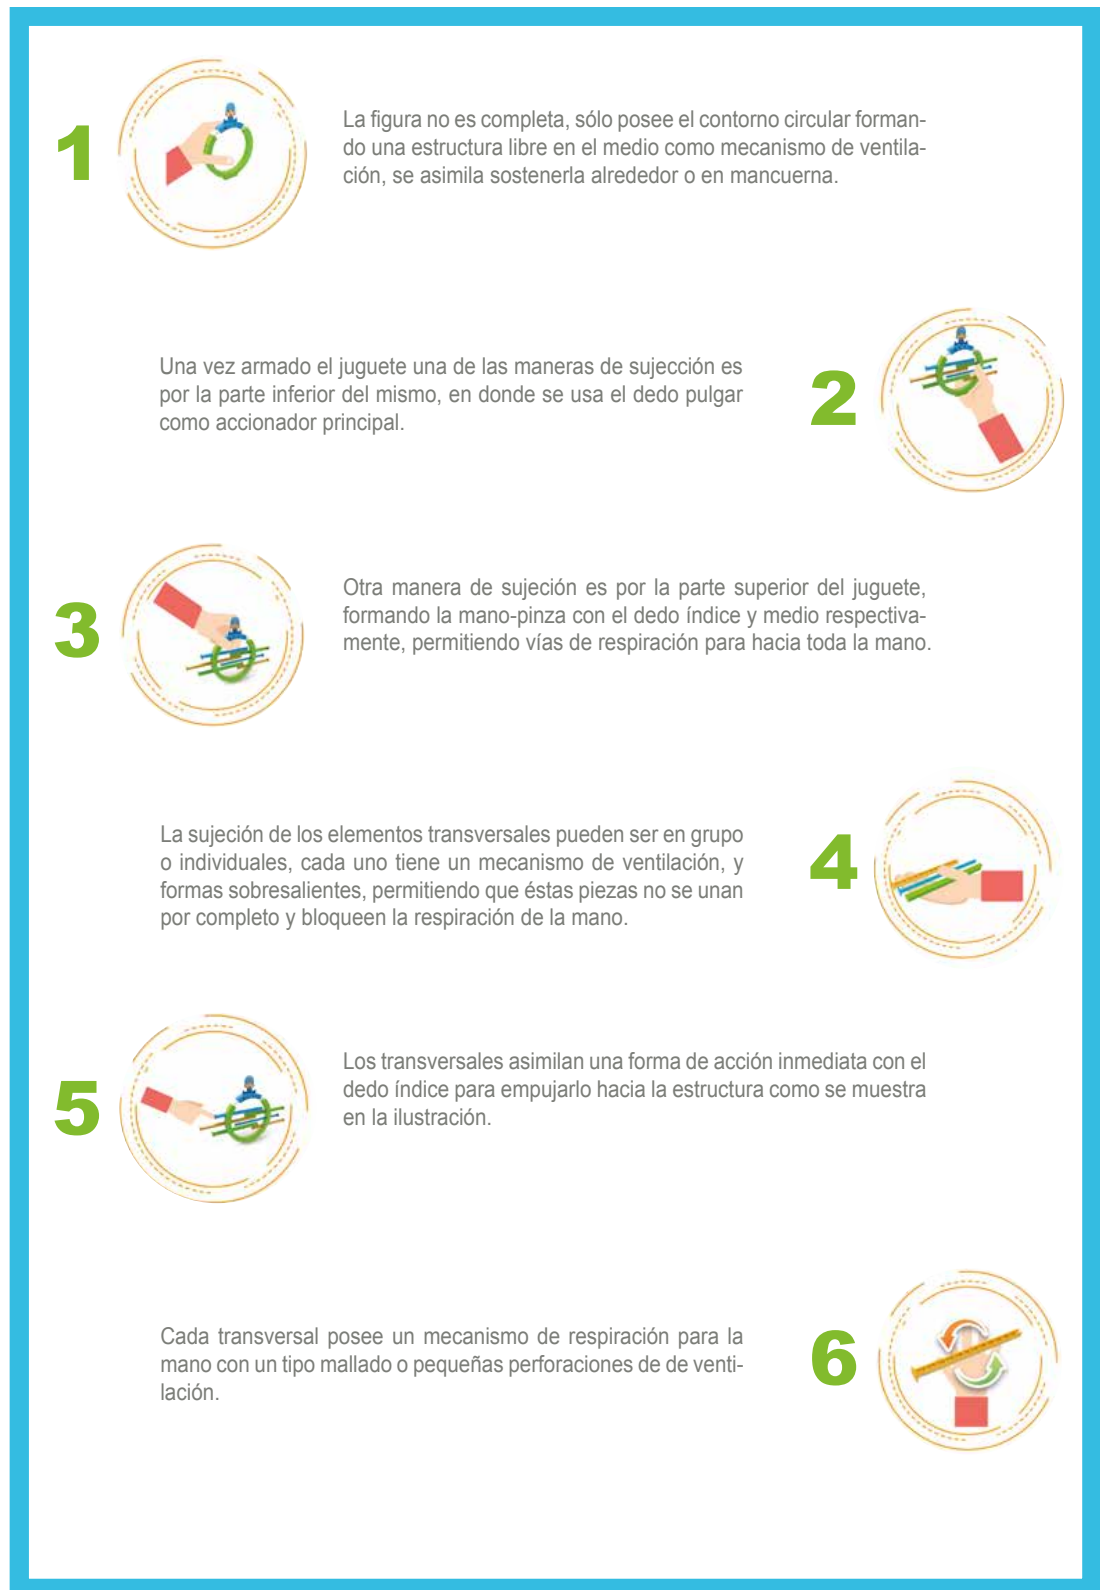 1
La figura no es completa, sólo posee el contorno circular forman-
do una estructura libre en el medio como mecanismo de ventila-
ción, se asimila sostenerla alrededor o en mancuerna.
Una vez armado el juguete una de las maneras de sujección es
por la parte inferior del mismo, en donde se usa el dedo pulgar
como accionador principal.
2
3
Otra manera de sujeción es por la parte superior del juguete,
formando la mano-pinza con el dedo índice y medio respectiva-
mente, permitiendo vías de respiración para hacia toda la mano.
La sujeción de los elementos transversales pueden ser en grupo
o individuales, cada uno tiene un mecanismo de ventilación, y
formas sobresalientes, permitiendo que éstas piezas no se unan
por completo y bloqueen la respiración de la mano.
4
5
Los transversales asimilan una forma de acción inmediata con el
dedo índice para empujarlo hacia la estructura como se muestra
en la ilustración.
Cada transversal posee un mecanismo de respiración para la
mano con un tipo mallado o pequeñas perforaciones de de venti-
lación.
6